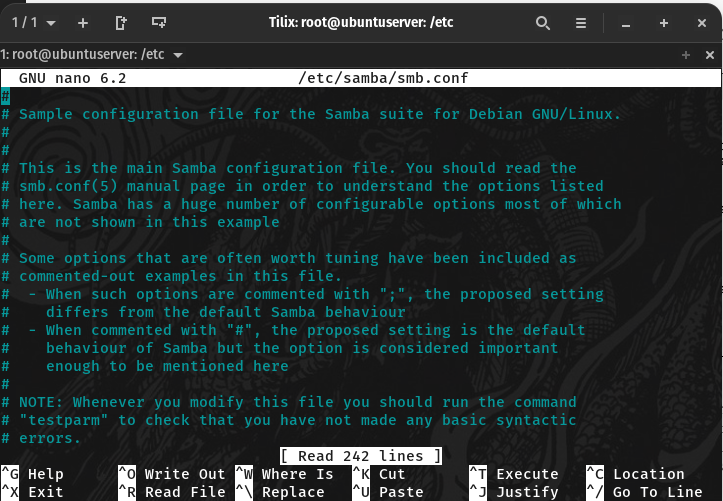 1 / 1 Tilix: root@ubuntuserver: /etc
1: root@ubuntuserver: /etc
GNU nano 6.2 /etc/samba/smb.conf
#
# Sample configuration file for the Samba suite for Debian GNU/Linux.
#
#
# This is the main Samba configuration file. You should read the
# smb.conf(5) manual page in order to understand the options listed
# here. Samba has a huge number of configurable options most of which
# are not shown in this example
#
# Some options that are often worth tuning have been included as
# commented-out examples in this file.
#  - When such options are commented with ";", the proposed setting
#    differs from the default Samba behaviour
#  - When commented with "#", the proposed setting is the default
#    behaviour of Samba but the option is considered important
#    enough to be mentioned here
#
# NOTE: Whenever you modify this file you should run the command
# "testparm" to check that you have not made any basic syntactic
# errors.
[ Read 242 lines ]
^G Help ^O Write Out ^W Where Is ^K Cut ^T Execute ^C Location
^X Exit ^R Read File ^\ Replace ^U Paste ^J Justify ^/ Go To Line